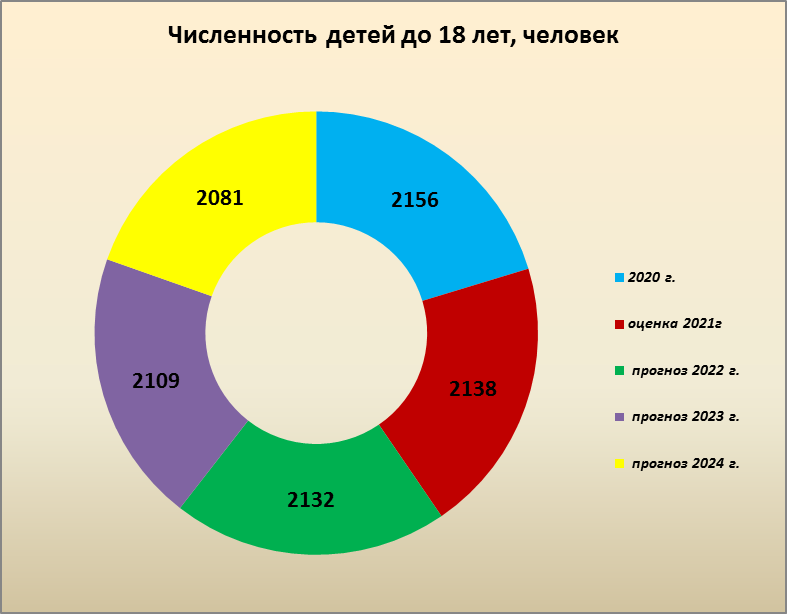 Численность детей до 18 лет, человек
2081
2156
2109
2138
2132
2020 г.
оценка 2021г
прогноз 2022 г.
прогноз 2023 г.
прогноз 2024 г.